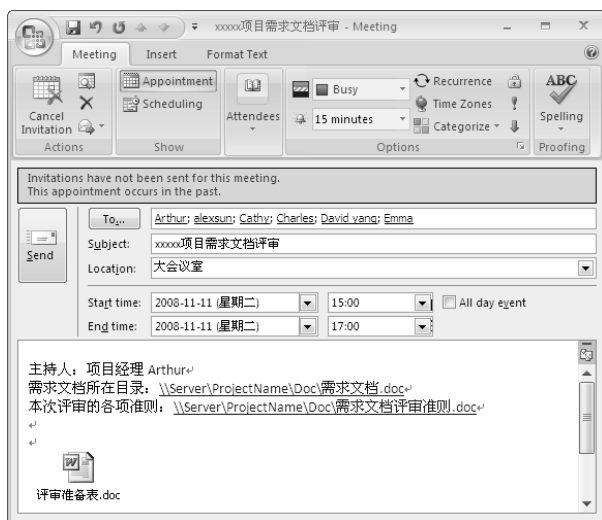 xxxxx项目需求文档评审 - Meeting
Meeting Insert Format Text
Cancel Invitation
Actions
Appointment
Scheduling
Show
Attendees
Busy
15 minutes
Recurrence
Time Zones
Categorize
Options
ABC
Spelling
Proofing
Invitations have not been sent for this meeting.
This appointment occurs in the past.
Send
To... Arthur; alexsun; Cathy; Charles; David yang; Emma
Subject: xxxxx项目需求文档评审
Location: 大会议室
Start time: 2008-11-11 (星期二) 15:00 All day event
End time: 2008-11-11 (星期二) 17:00
主持人：项目经理 Arthur
需求文档所在目录：\\Server\ProjectName\Doc\需求文档.doc
本次评审的各项准则：\\Server\ProjectName\Doc\需求文档评审准则.doc
评审准备表.doc